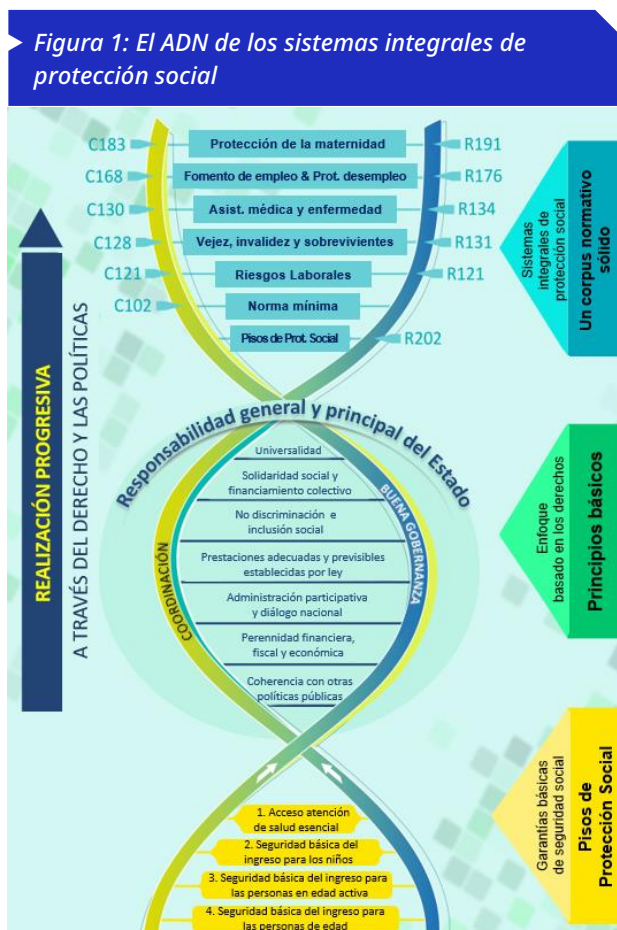 Figura 1: El ADN de los sistemas integrales de
protección social
C183 Protección de la maternidad R191
C168 Fomento de empleo & Prot. desempleo R176
C130 Asist. médica y enfermedad R134
C128 Vejez, invalidez y sobrevivientes R131
C121 Riesgos Laborales R121
C102 Norma mínima
Pisos de Prot. Social R202
Sistemas
integrales de
protección social
Un corpus normativo
sólido
REALIZACIÓN PROGRESIVA
A TRAVÉS DEL DERECHO Y LAS POLÍTICAS
Responsabilidad general y principal del Estado
COORDINACIÓN
BUENA GOBERNANZA
Universalidad
Solidaridad social y
financiamiento colectivo
No discriminación e
inclusión social
Prestaciones adecuadas y previsibles
establecidas por ley
Administración participativa
y diálogo nacional
Perennidad financiera,
fiscal y económica
Coherencia con otras
políticas públicas
Enfoque
basado en los derechos
Principios básicos
1. Acceso atención
de salud esencial
2. Seguridad básica del
ingreso para los niños
3. Seguridad básica del ingreso para
las personas en edad activa
4. Seguridad básica del ingreso para
las personas de edad
Garantías básicas
de seguridad social
Pisos de
Protección Social